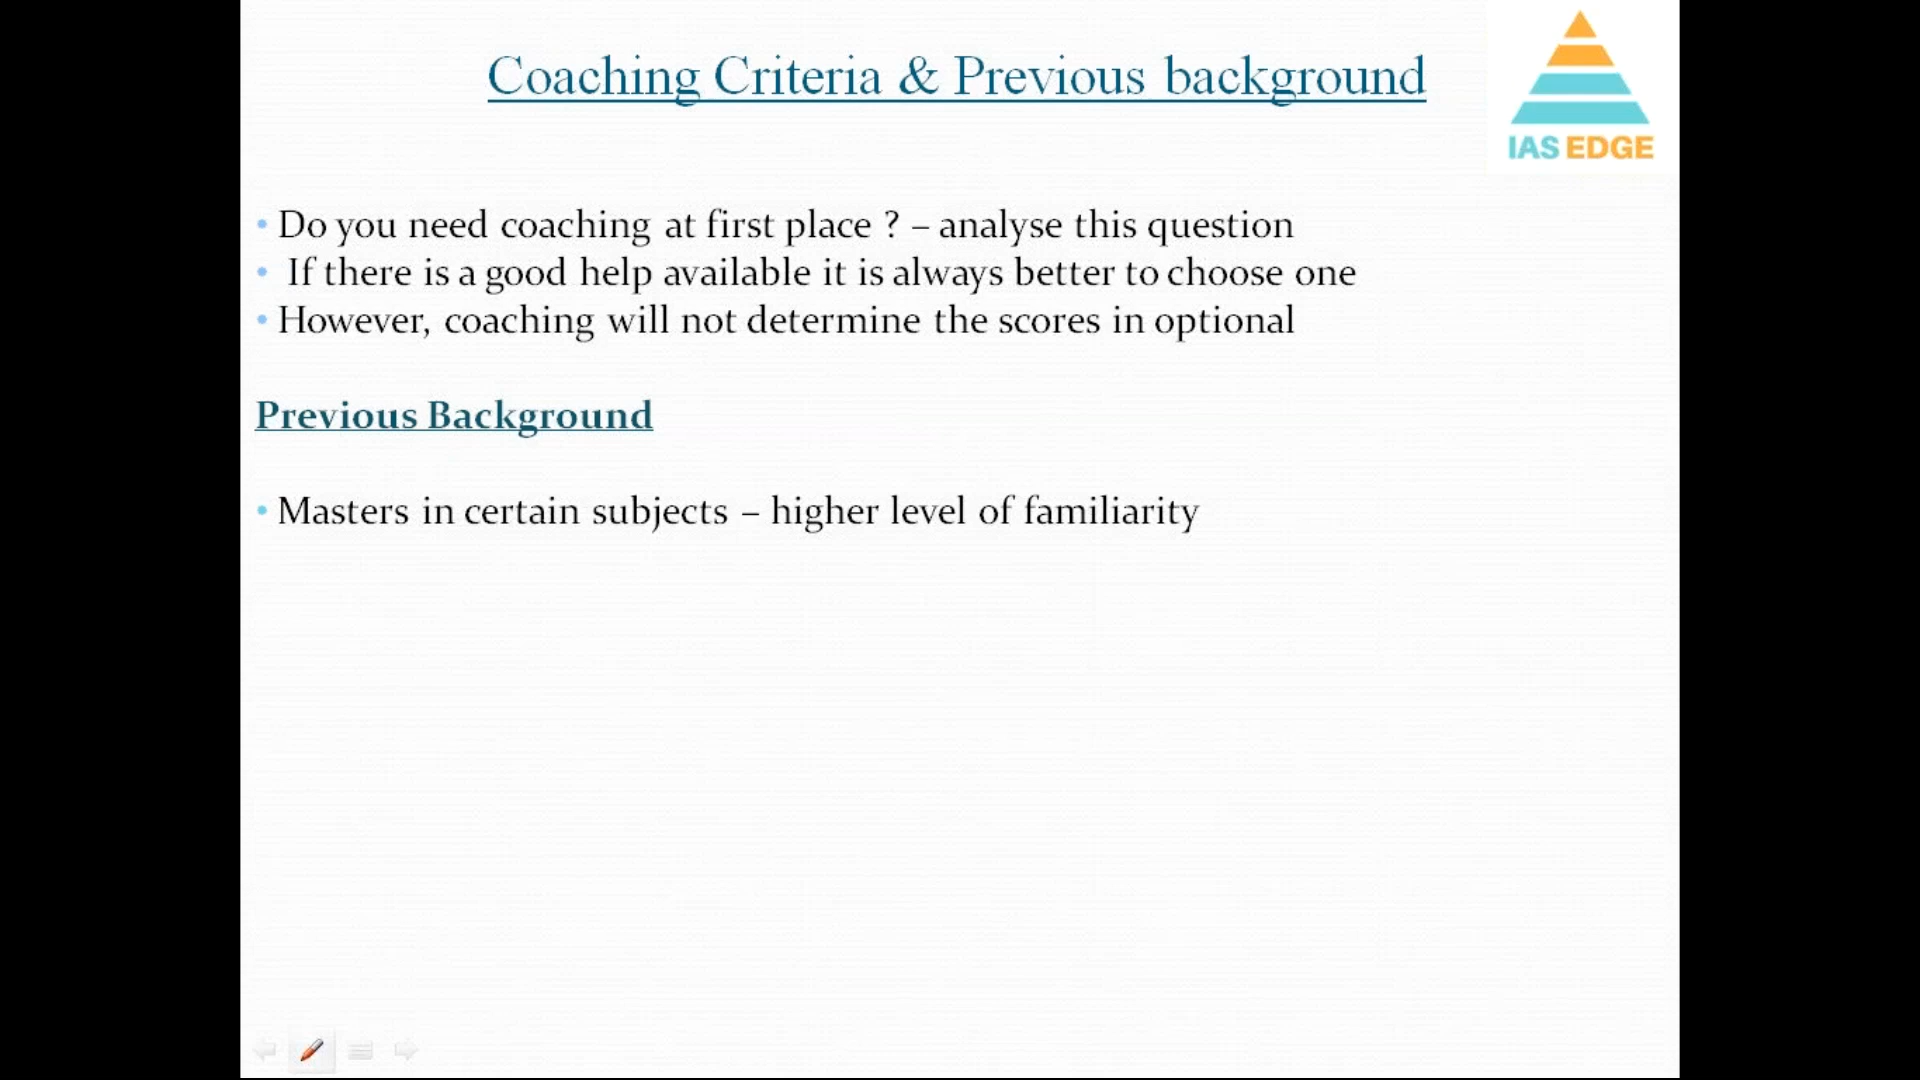 Coaching Criteria & Previous background
IAS EDGE
• Do you need coaching at first place ? – analyse this question
• If there is a good help available it is always better to choose one
• However, coaching will not determine the scores in optional
Previous Background
• Masters in certain subjects – higher level of familiarity